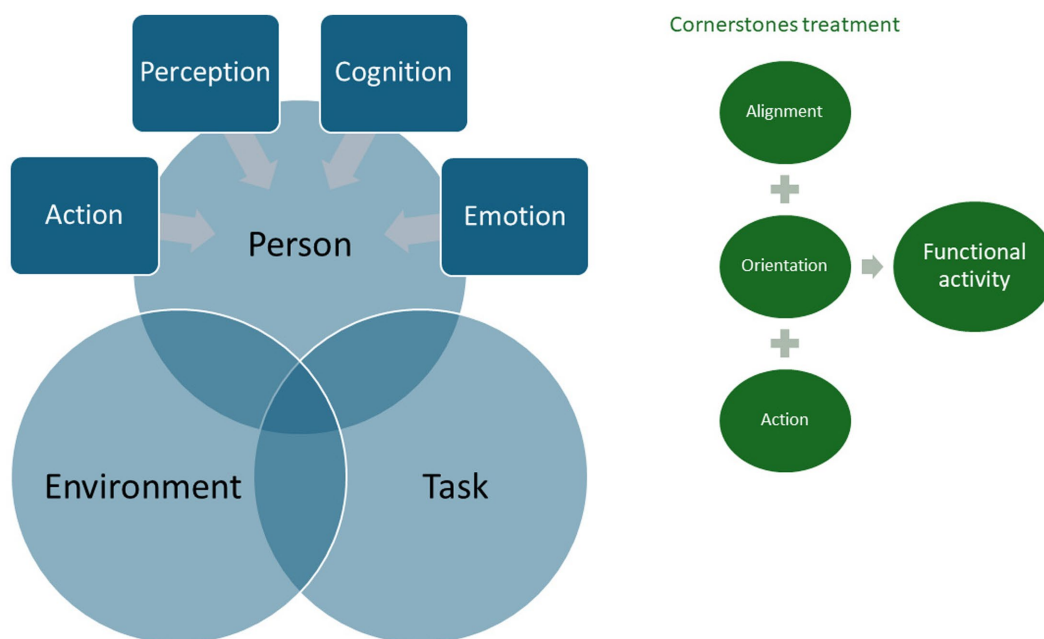 Perception
Cognition
Action
Emotion
Person
Environment
Task
Cornerstones treatment
Alignment
Orientation
Functional
activity
Action